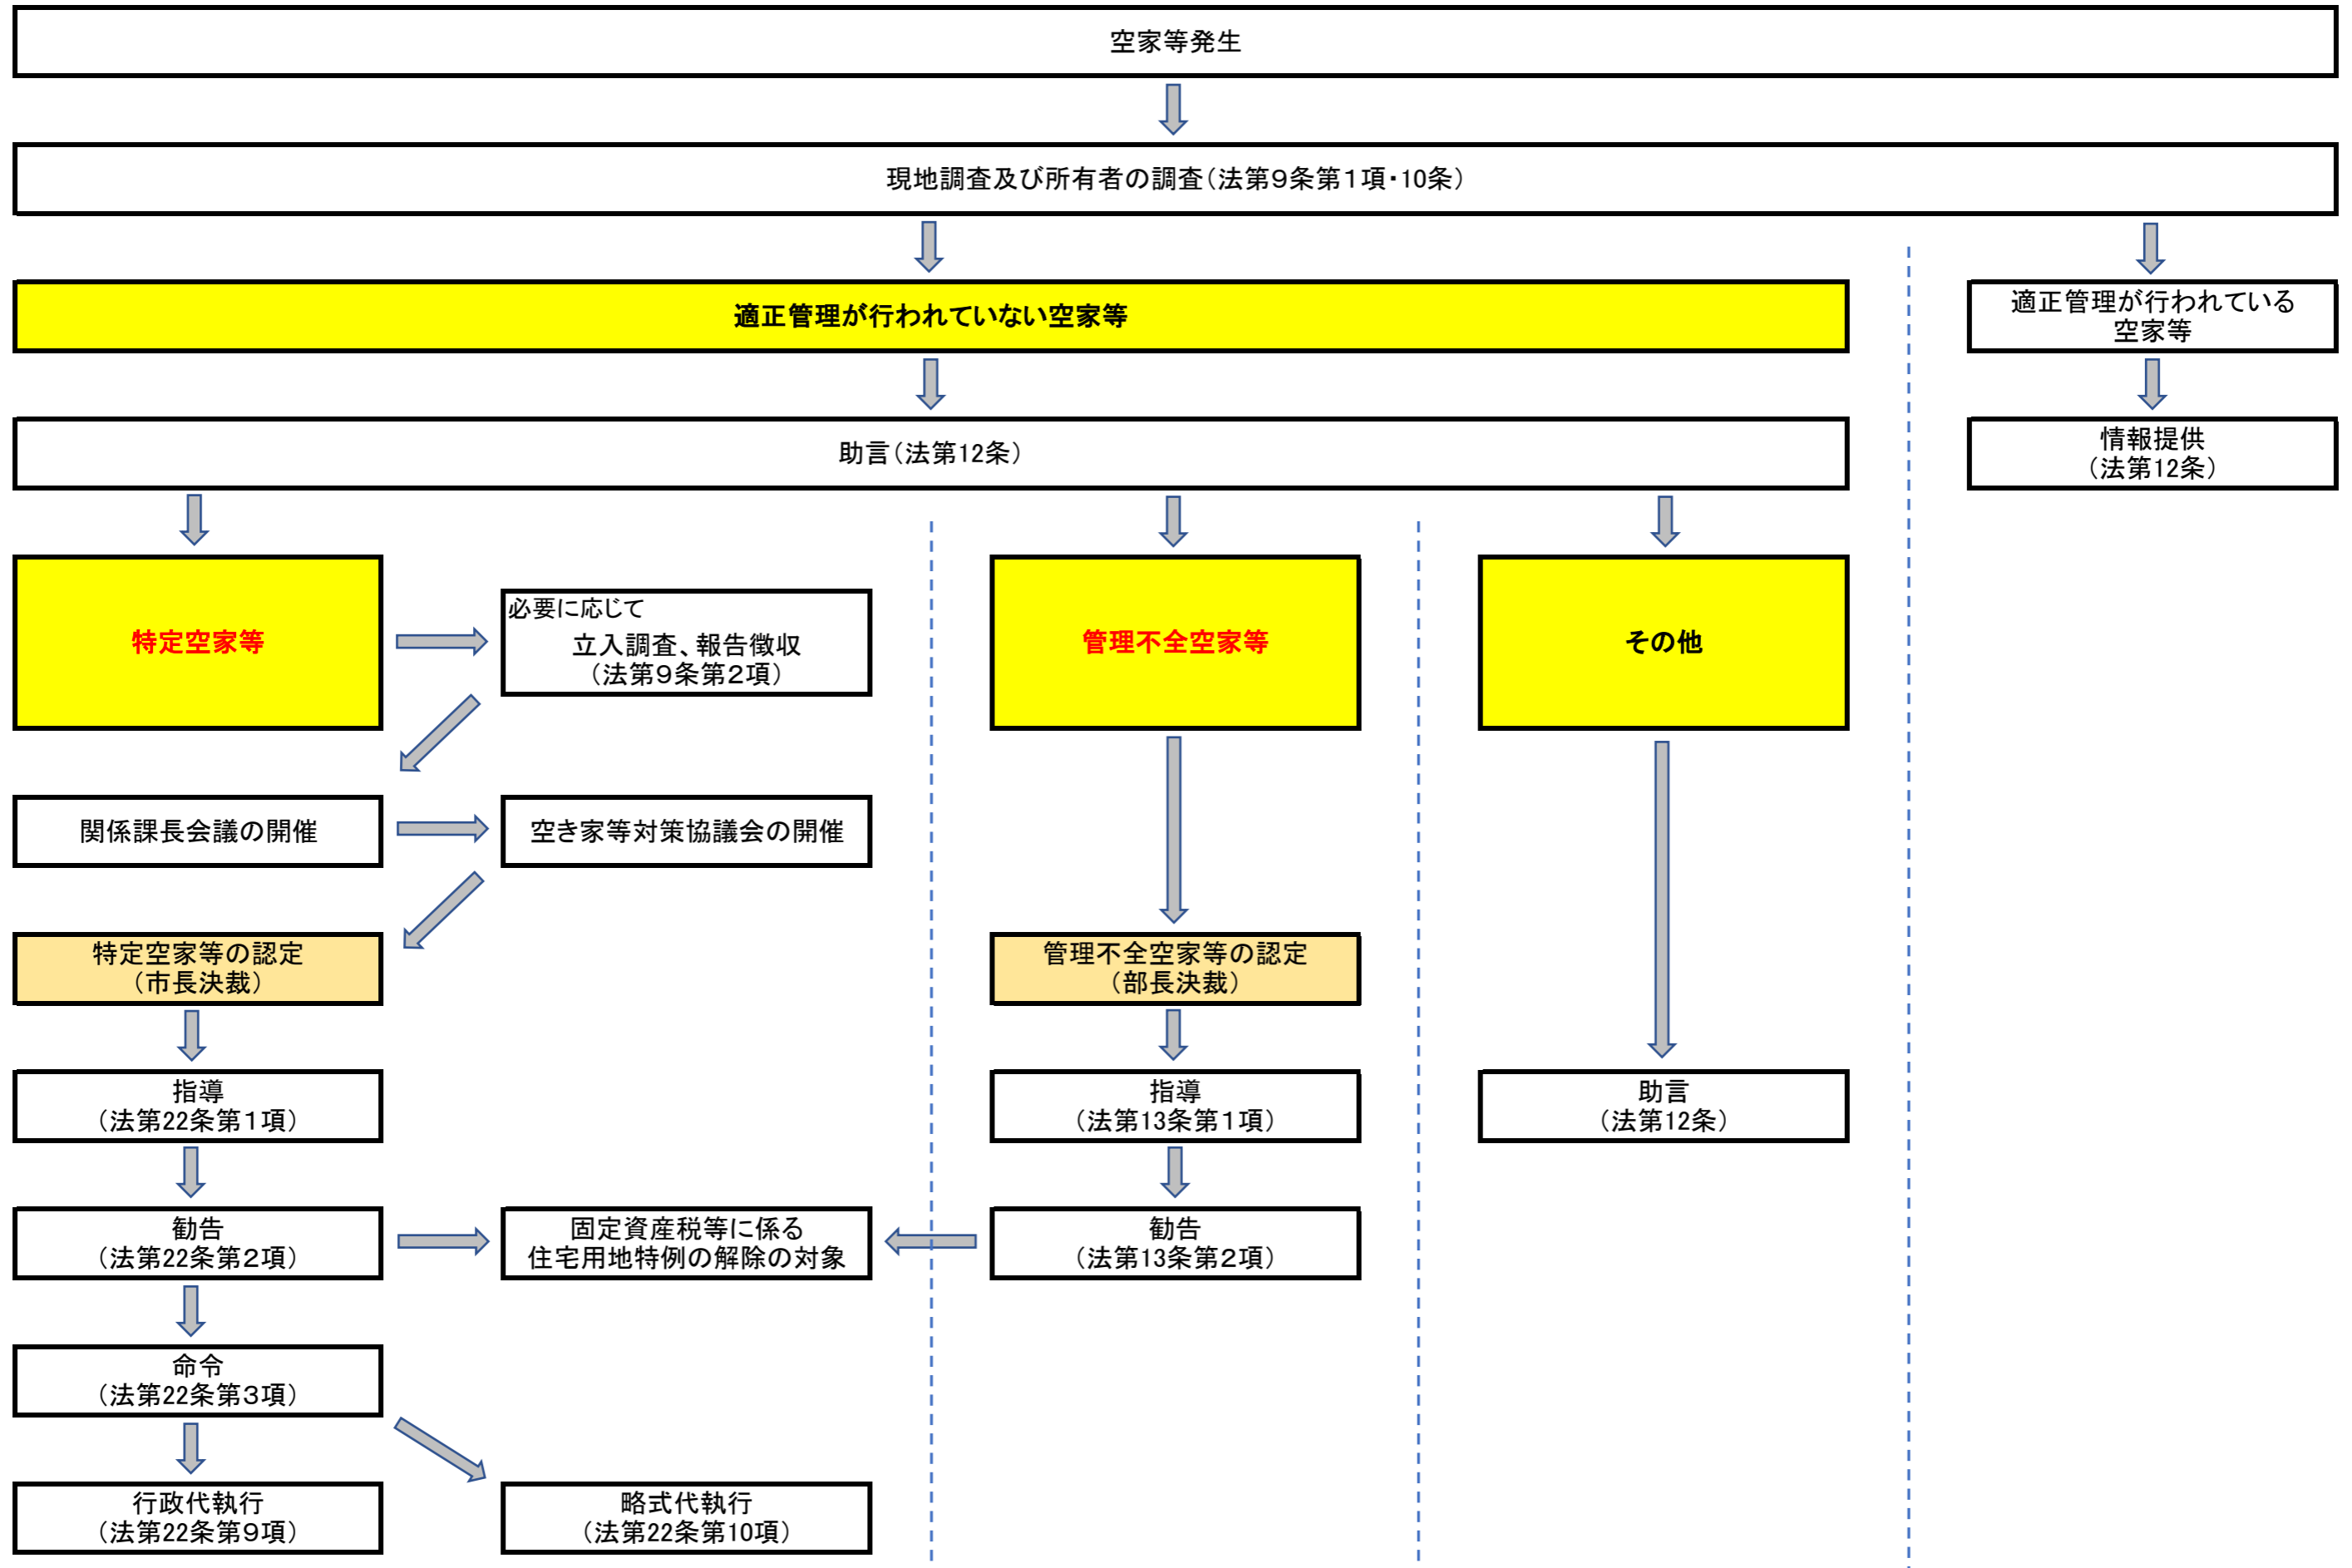 空家等発生
現地調査及び所有者の調査（法第９条第１項・10条）
適正管理が行われていない空家等
適正管理が行われている
空家等
助言（法第12条）
情報提供
（法第12条）
特定空家等
必要に応じて
立入調査、報告徴収
（法第９条第２項）
管理不全空家等
その他
関係課長会議の開催
空き家等対策協議会の開催
特定空家等の認定
（市長決裁）
管理不全空家等の認定
（部長決裁）
指導
（法第22条第１項）
指導
（法第13条第１項）
助言
（法第12条）
勧告
（法第22条第２項）
固定資産税等に係る
住宅用地特例の解除の対象
勧告
（法第13条第２項）
命令
（法第22条第３項）
行政代執行
（法第22条第９項）
略式代執行
（法第22条第10項）